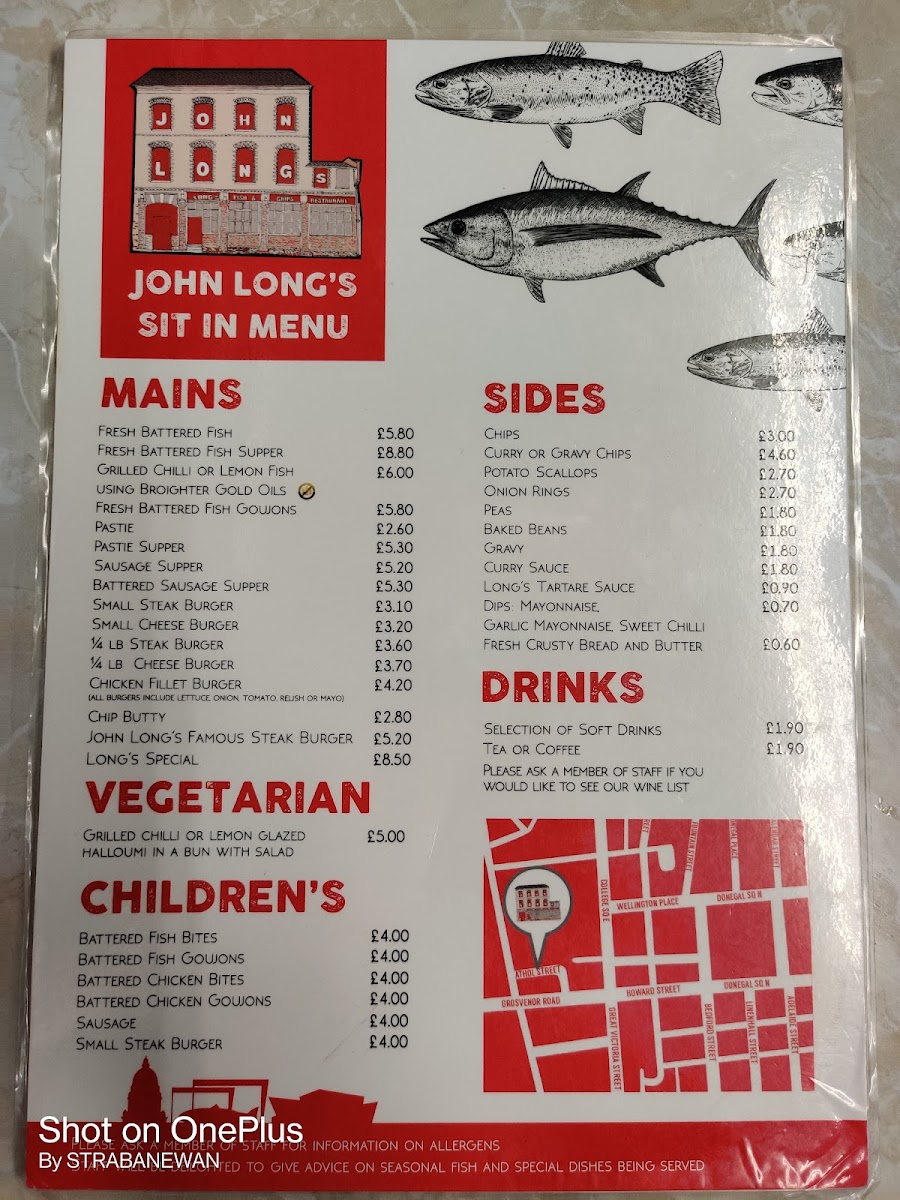 JOHN
LONGS
LONG FISH & CHIPS RESTAURANT
JOHN LONG'S
SIT IN MENU
MAINS
FRESH BATTERED FISH £5.80
FRESH BATTERED FISH SUPPER £8.80
GRILLED CHILLI OR LEMON FISH £6.00
USING BROIGHTER GOLD OILS
FRESH BATTERED FISH GOUJONS £5.80
PASTIE £2.60
PASTIE SUPPER £5.30
SAUSAGE SUPPER £5.20
BATTERED SAUSAGE SUPPER £5.30
SMALL STEAK BURGER £3.10
SMALL CHEESE BURGER £3.20
¼ LB STEAK BURGER £3.60
¼ LB CHEESE BURGER £3.70
CHICKEN FILLET BURGER £4.20
(ALL BURGERS INCLUDE LETTUCE ONION, TOMATO, RELISH OR MAYO)
CHIP BUTTY £2.80
JOHN LONG'S FAMOUS STEAK BURGER £5.20
LONG'S SPECIAL £8.50
VEGETARIAN
GRILLED CHILLI OR LEMON GLAZED £5.00
HALLOUMI IN A BUN WITH SALAD
CHILDREN'S
BATTERED FISH BITES £4.00
BATTERED FISH GOUJONS £4.00
BATTERED CHICKEN BITES £4.00
BATTERED CHICKEN GOUJONS £4.00
SAUSAGE £4.00
SMALL STEAK BURGER £4.00
SIDES
CHIPS £3.00
CURRY OR GRAVY CHIPS £4.60
POTATO SCALLOPS £2.70
ONION RINGS £2.70
PEAS £1.80
BAKED BEANS £1.80
GRAVY £1.80
CURRY SAUCE £1.80
LONG'S TARTARE SAUCE £0.90
DIPS: MAYONNAISE, £0.70
GARLIC MAYONNAISE, SWEET CHILLI
FRESH CRUSTY BREAD AND BUTTER £0.60
DRINKS
SELECTION OF SOFT DRINKS £1.90
TEA OR COFFEE £1.90
PLEASE ASK A MEMBER OF STAFF IF YOU
WOULD LIKE TO SEE OUR WINE LIST
FOUNTAIN STREET
COLLEGE SQ E
WELLINGTON PLACE
DONEGAL SQ N
ATHOL STREET
GROSVENOR ROAD
HOWARD STREET
DONEGAL SQ N
GREAT VICTORIA STREET
BEDFORD STREET
LINENHALL STREET
ADELAIDE STREET
PLEASE ASK A MEMBER OF STAFF FOR INFORMATION ON ALLERGENS
TO GIVE ADVICE ON SEASONAL FISH AND SPECIAL DISHES BEING SERVED
Shot on OnePlus
By STRABANEWAN